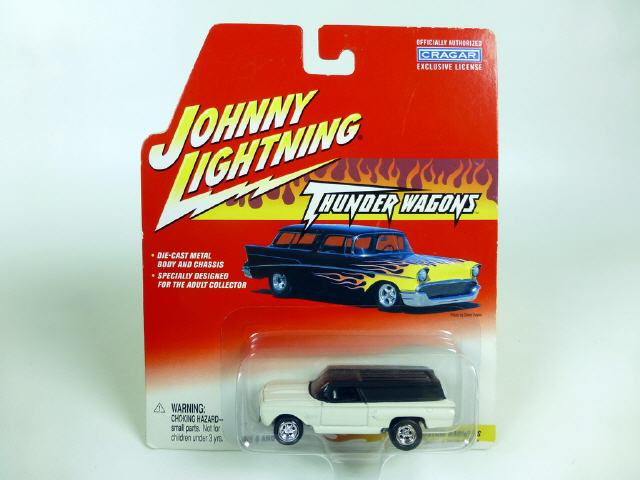 OFFICIALLY AUTHORIZED
CRAGAR
EXCLUSIVE LICENSE
JOHNNY
LIGHTNING
THUNDER WAGONS
• DIE-CAST METAL
BODY AND CHASSIS
• SPECIALLY DESIGNED
FOR THE ADULT COLLECTOR
WARNING:
CHOKING HAZARD—
small parts. Not for
children under 3 yrs.